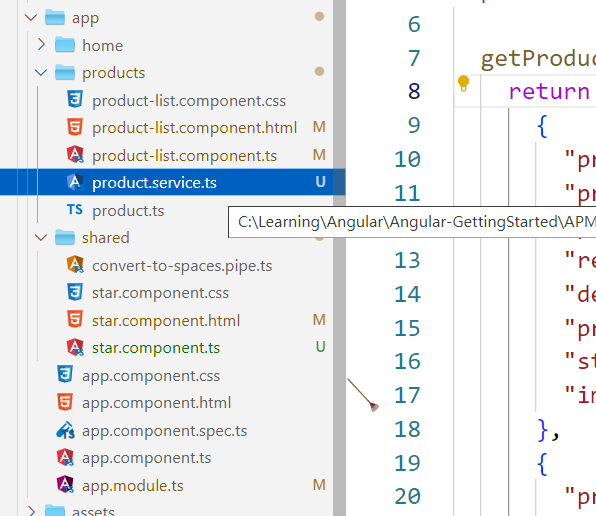 app
home
products
product-list.component.css
product-list.component.html M
product-list.component.ts M
product.service.ts U
TS product.ts
C:\Learning\Angular\Angular-GettingStarted\APM
shared
convert-to-spaces.pipe.ts
star.component.css
star.component.html M
star.component.ts U
app.component.css
app.component.html
app.component.spec.ts
app.component.ts
app.module.ts M
assets
6
7 getProduc
8 return
9 {
10 "pr
11 "pr
13 "re
14 "de
15 "pr
16 "st
17 "in
18 },
19 {
20 "pr